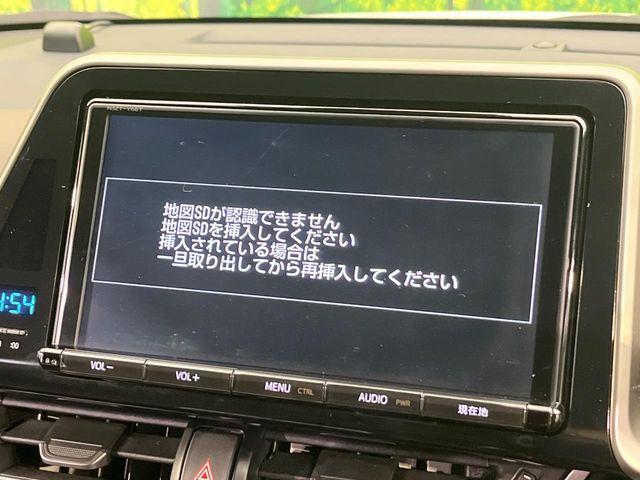 地図SDが認識できません
地図SDを挿入してください
挿入されている場合は
一旦取り出してから再挿入してください
:54
:00
VOL−
VOL+
MENU CTRL
AUDIO PWR
現在地